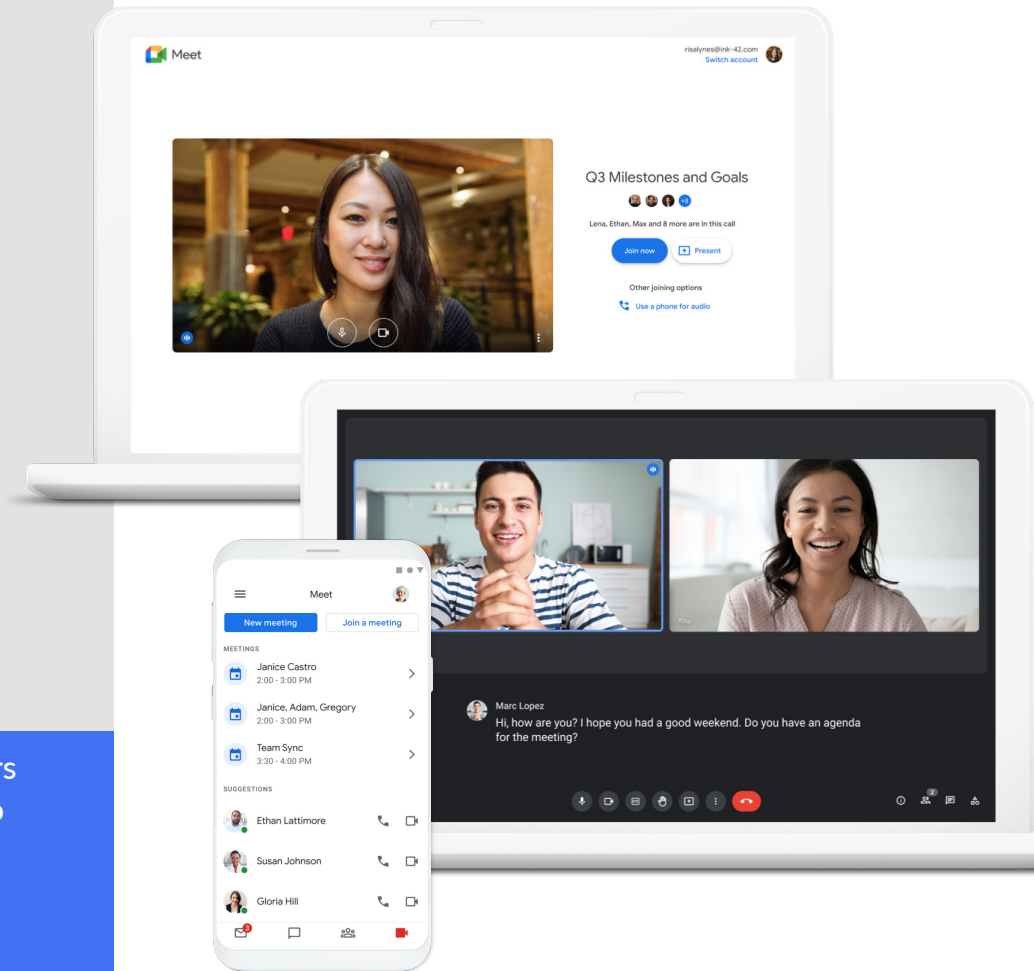 Meet
risalynes@ink-42.com
Switch account
Q3 Milestones and Goals
+8
Lena, Ethan, Max and 8 more are in this call
Join now
Present
Other joining options
Use a phone for audio
You
Marc Lopez
Hi, how are you? I hope you had a good weekend. Do you have an agenda
for the meeting?
2
Meet
New meeting
Join a meeting
MEETINGS
Janice Castro
2:00 - 3:00 PM
Janice, Adam, Gregory
2:00 - 3:00 PM
Team Sync
3:30 - 4:00 PM
SUGGESTIONS
Ethan Lattimore
Susan Johnson
Gloria Hill
3